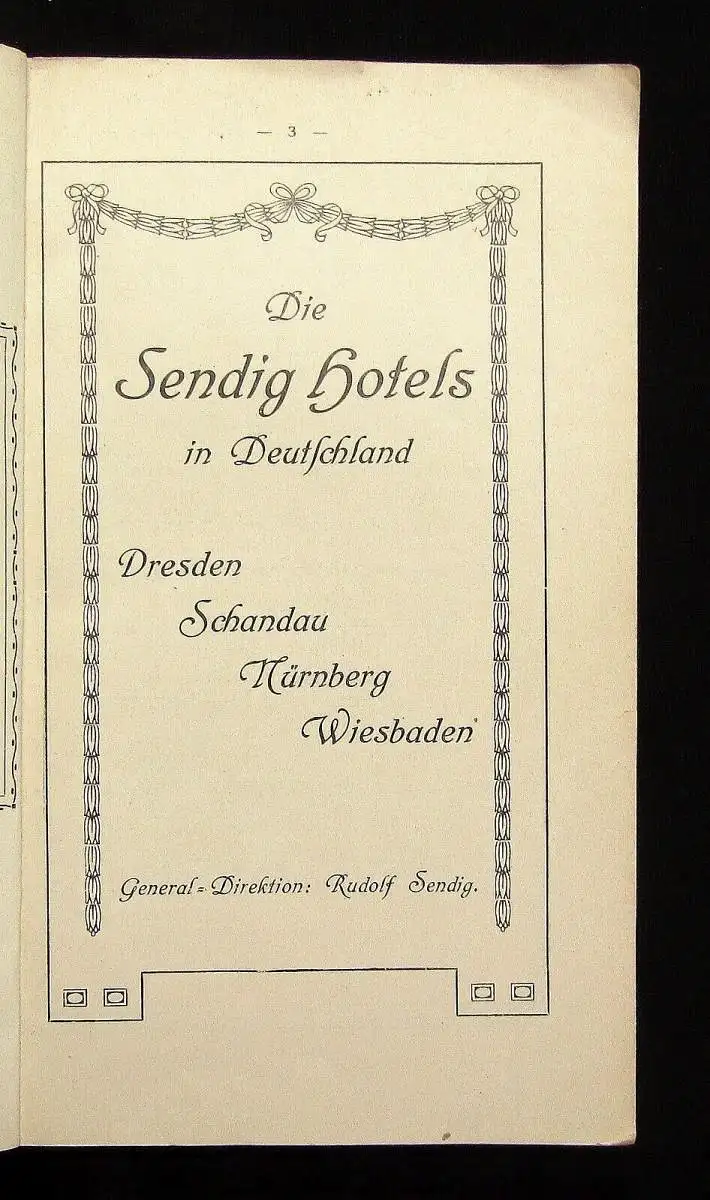 — 3 —
Die
Sendig Hotels
in Deutſchland
Dresden
Schandau
Nürnberg
Wiesbaden
General=Direktion: Rudolf Sendig.